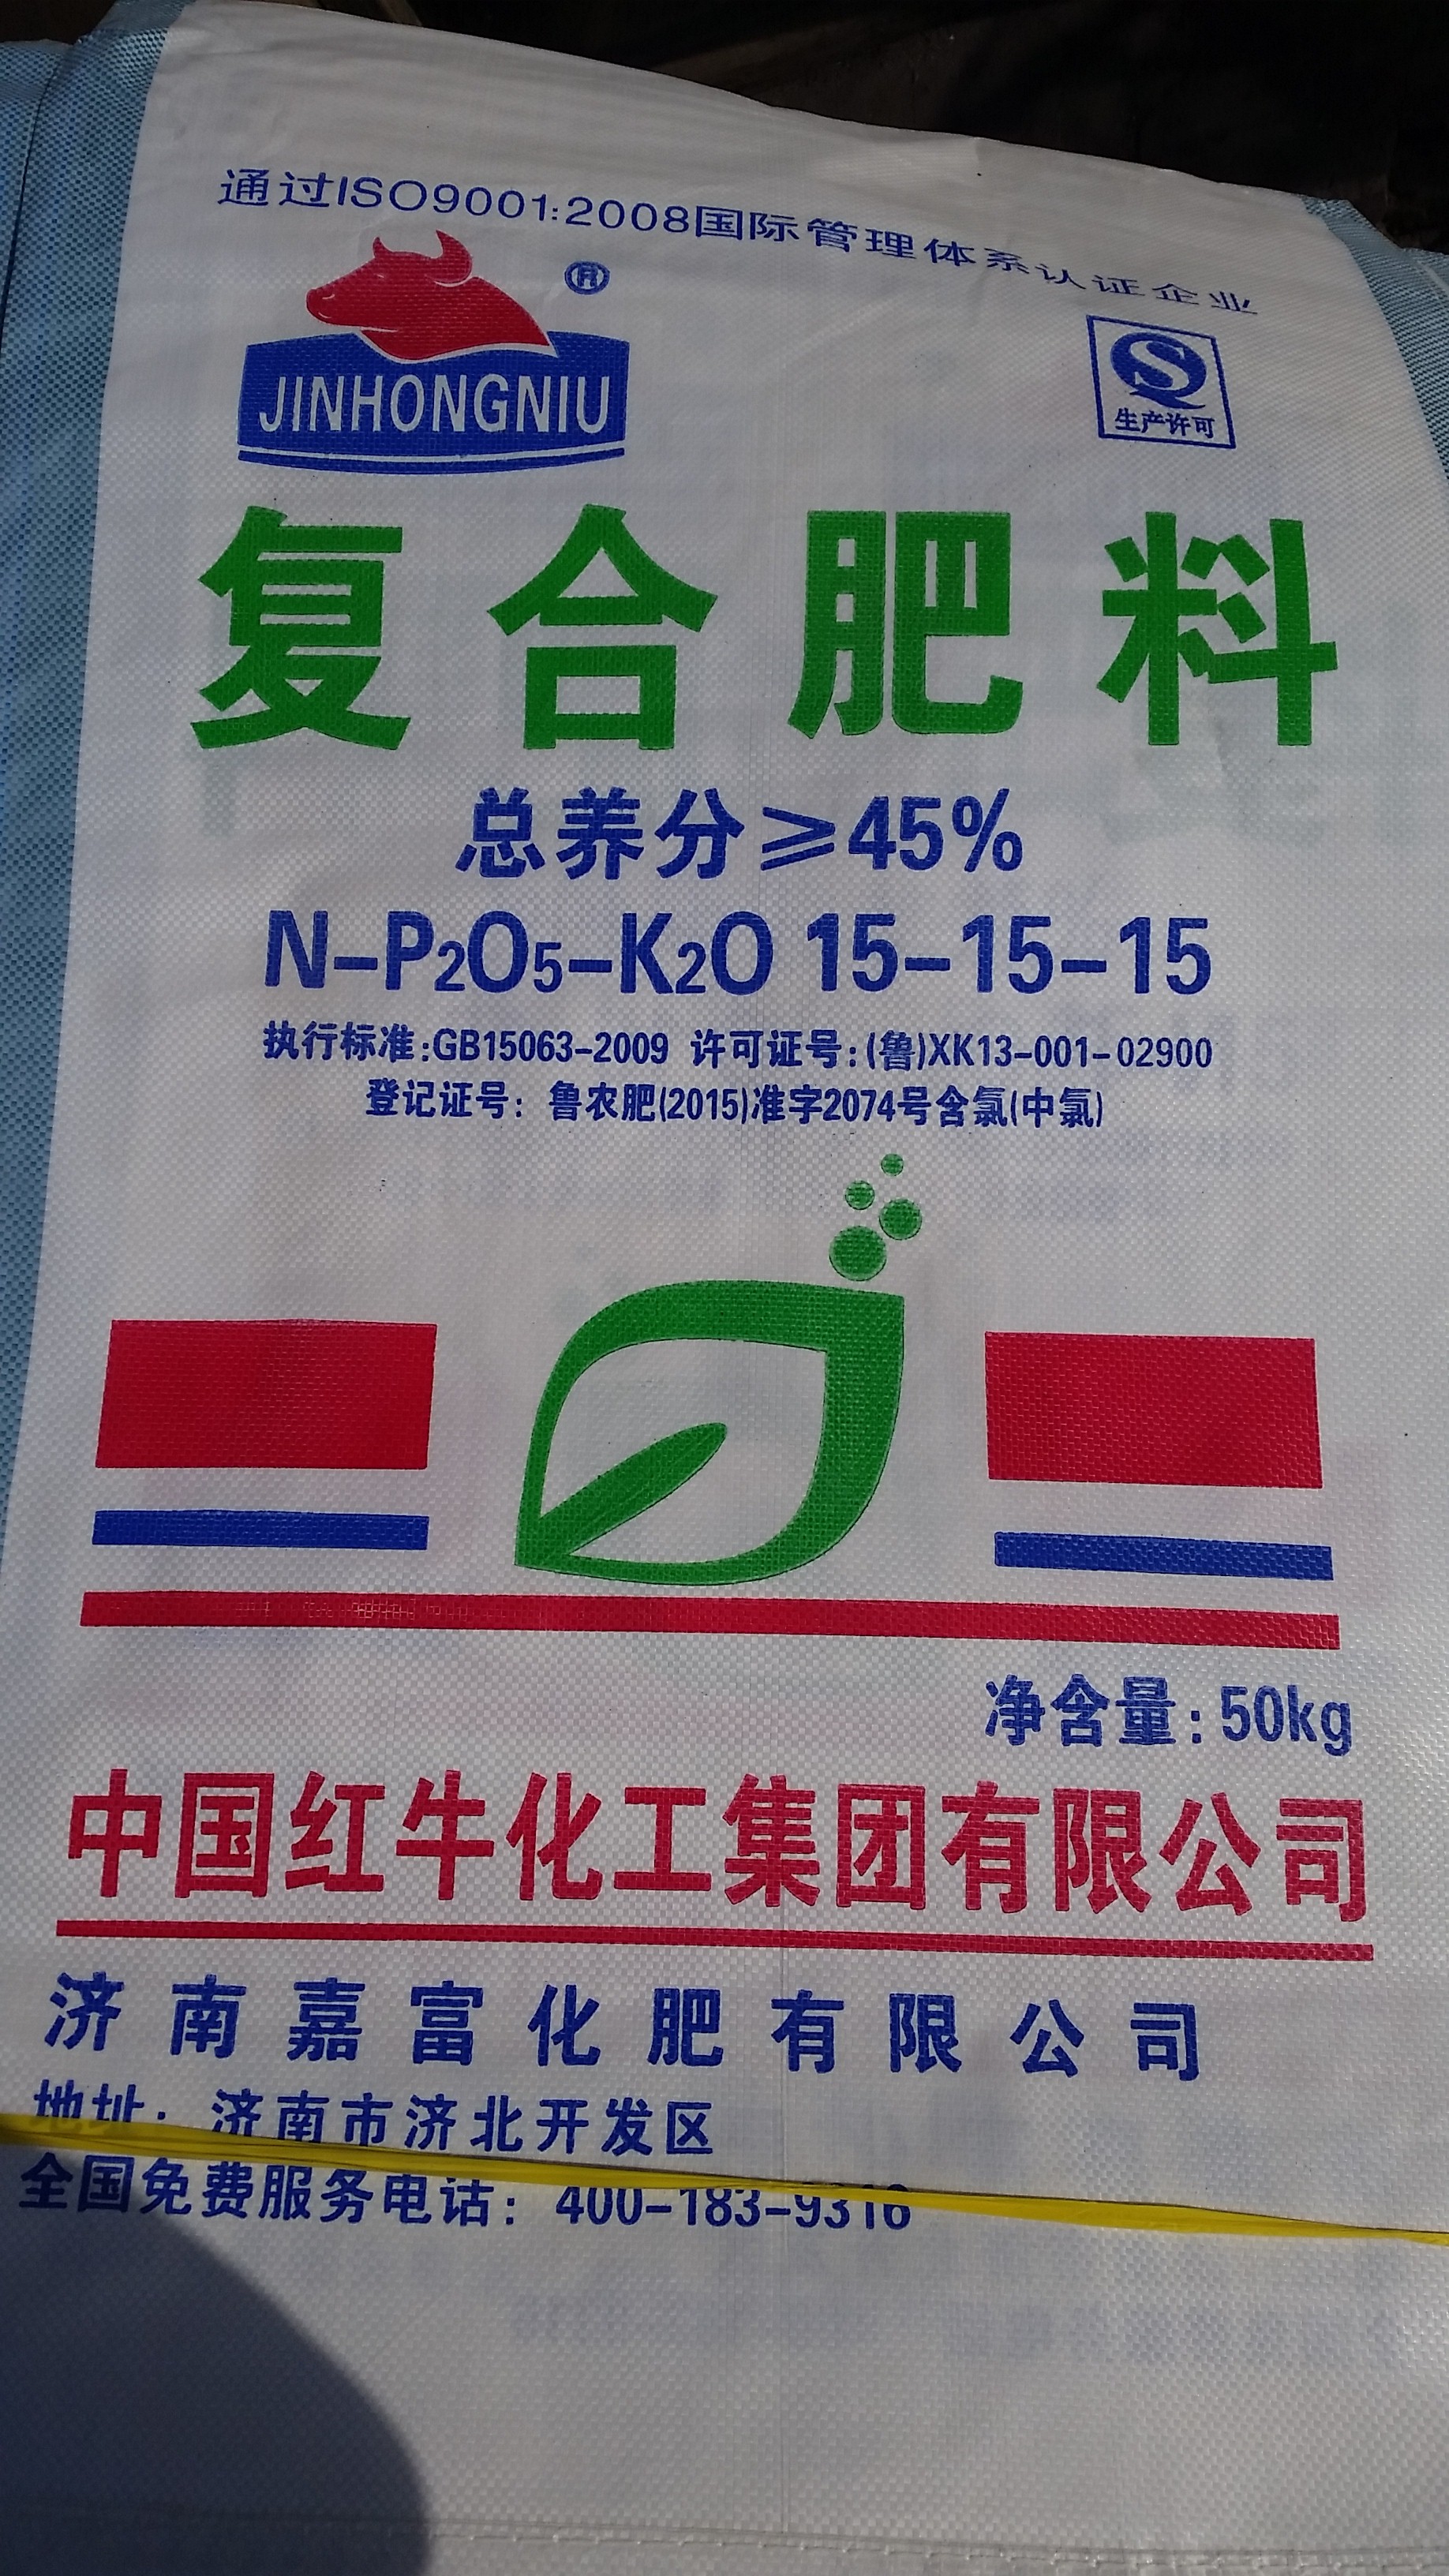 通过ISO9001:2008国际管理体系认证企业
®
JINHONGNIU
生产许可
复合肥料
总养分≥45%
N-P2O5-K2O 15-15-15
执行标准:GB15063-2009 许可证号:(鲁)XK13-001-02900
登记证号: 鲁农肥(2015)准字2074号含氯(中氯)
净含量:50kg
中国红牛化工集团有限公司
济南嘉富化肥有限公司
地址: 济南市济北开发区
全国免费服务电话: 400-183-9316